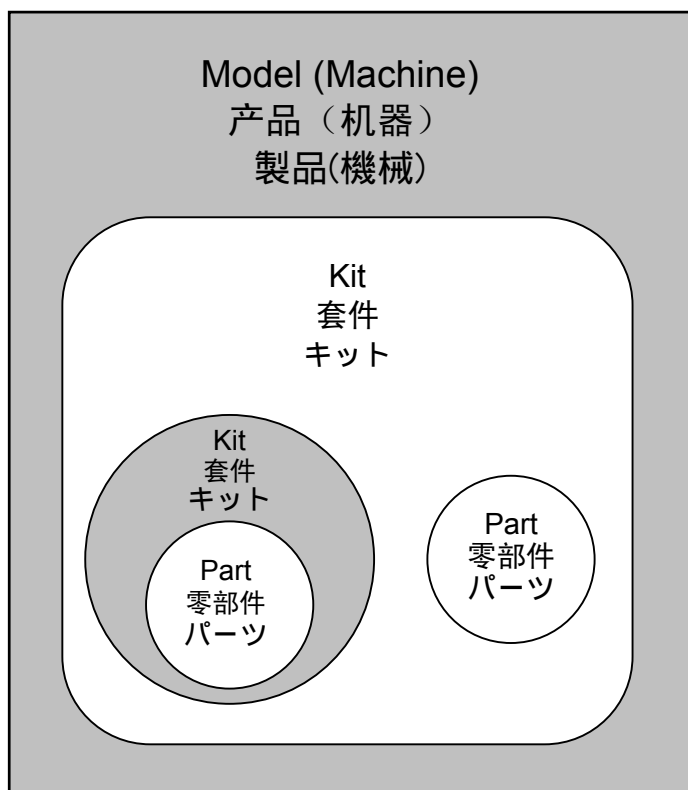 Model (Machine)
产品（机器）
製品(機械)
Kit
套件
キット
Kit
套件
キット
Part
零部件
パーツ
Part
零部件
パーツ